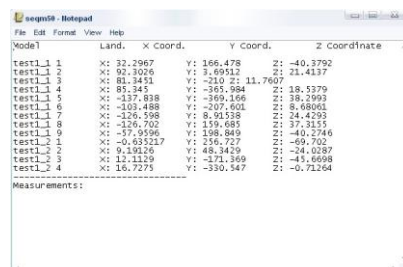 seqm50 - Notepad
File Edit Format View Help
Model Land. X Coord. Y Coord. Z Coordinate
test1_1 1 X: 32.2967 Y: 166.478 Z: -40.3792
test1_1 2 X: 92.3026 Y: 3.69512 Z: 21.4137
test1_1 3 X: 81.3451 Y: -210 Z: 11.7607
test1_1 4 X: 85.345 Y: -365.984 Z: 18.5379
test1_1 5 X: -137.838 Y: -369.166 Z: 38.2993
test1_1 6 X: -103.488 Y: -207.601 Z: 8.68061
test1_1 7 X: -126.598 Y: 8.91538 Z: 24.4293
test1_1 8 X: -126.702 Y: 159.685 Z: 37.3155
test1_1 9 X: -57.9596 Y: 198.849 Z: -40.2746
test1_2 1 X: -0.635217 Y: 256.727 Z: -69.702
test1_2 2 X: 9.19126 Y: 48.3429 Z: -24.0287
test1_2 3 X: 12.1129 Y: -171.369 Z: -45.6698
test1_2 4 X: 16.7275 Y: -330.547 Z: -0.71264
--------------------------------
Measurements: